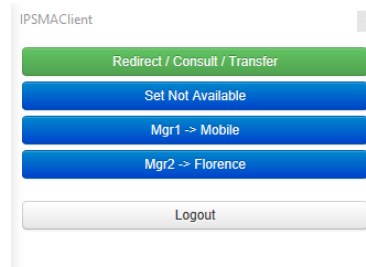 IPSMAClient
Redirect / Consult / Transfer
Set Not Available
Mgr1 -> Mobile
Mgr2 -> Florence
Logout